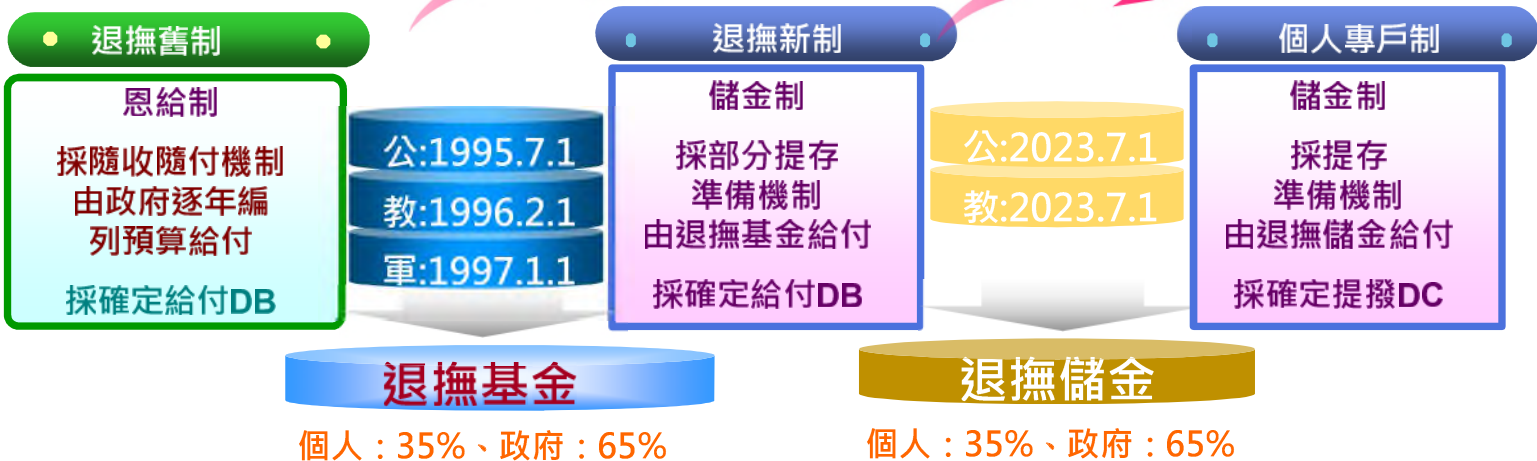 退撫舊制
恩給制
採隨收隨付機制
由政府逐年編
列預算給付
採確定給付DB
公:1995.7.1
教:1996.2.1
軍:1997.1.1
退撫基金
個人：35%、政府：65%
退撫新制
儲金制
採部分提存
準備機制
由退撫基金給付
採確定給付DB
公:2023.7.1
教:2023.7.1
退撫儲金
個人：35%、政府：65%
個人專戶制
儲金制
採提存
準備機制
由退撫儲金給付
採確定提撥DC